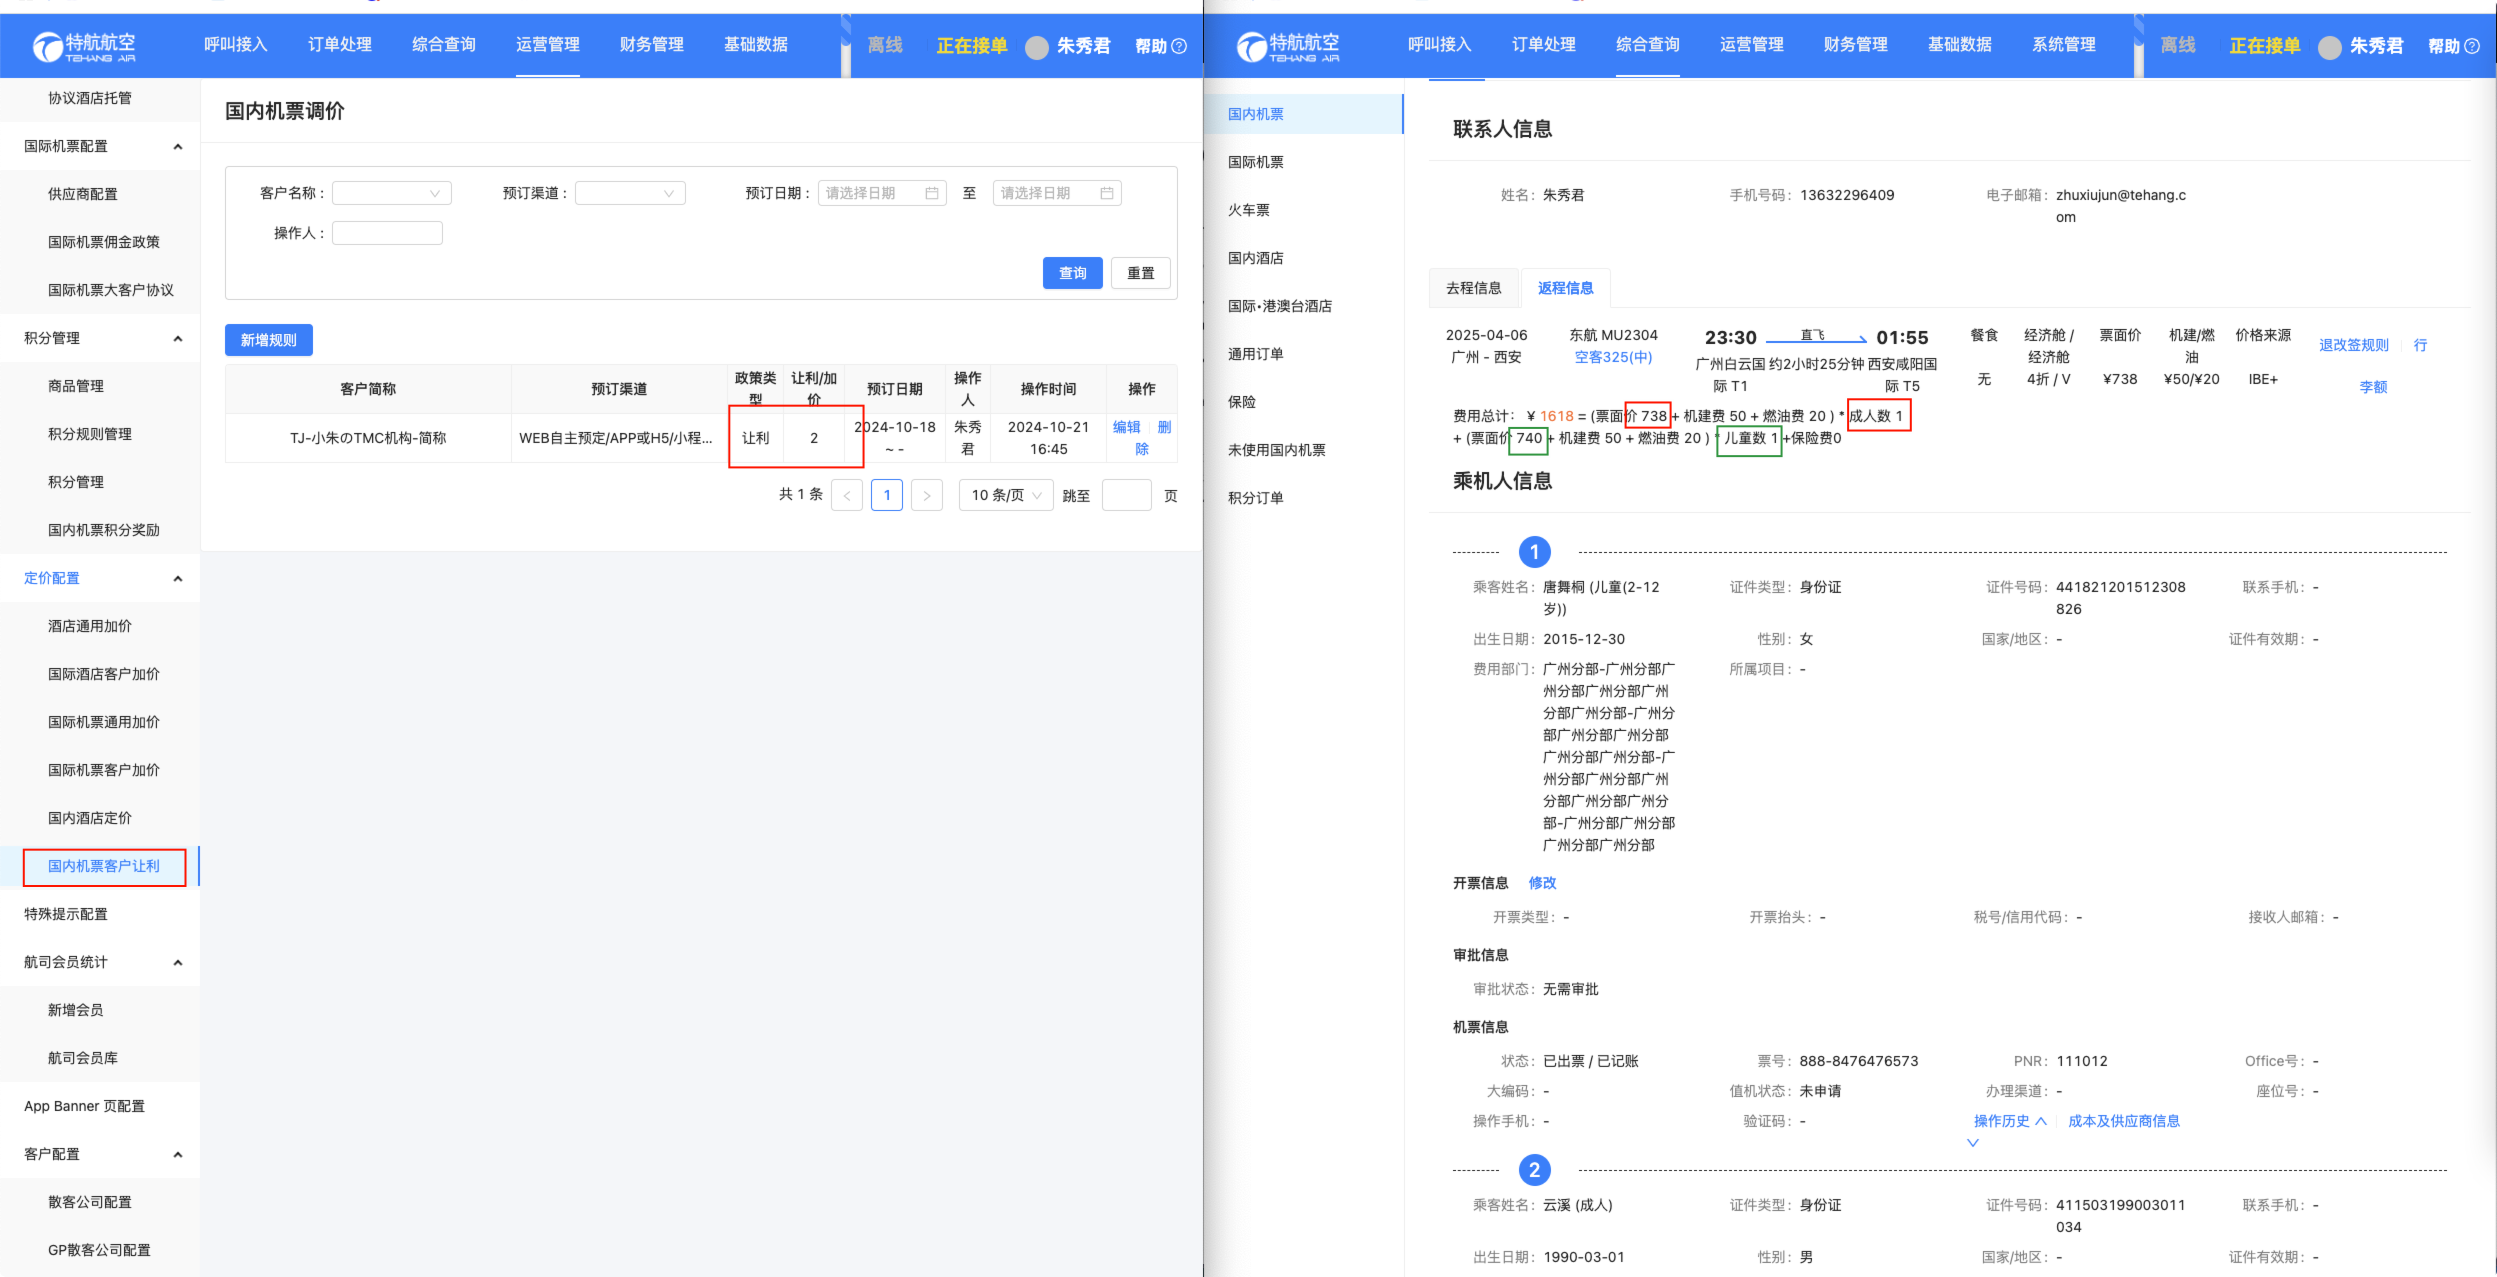 特航航空
TEHANG AIR
呼叫接入
订单处理
综合查询
运营管理
财务管理
基础数据
离线
正在接单
朱秀君
帮助
协议酒店托管
国际机票配置
供应商配置
国际机票佣金政策
国际机票大客户协议
积分管理
商品管理
积分规则管理
积分管理
国内机票积分奖励
定价配置
酒店通用加价
国际酒店客户加价
国际机票通用加价
国际机票客户加价
国内酒店定价
国内机票客户让利
特殊提示配置
航司会员统计
新增会员
航司会员库
App Banner 页配置
客户配置
散客公司配置
GP散客公司配置
国内机票调价
客户名称：
预订渠道：
预订日期： 请选择日期 至 请选择日期
操作人：
查询 重置
新增规则
客户简称 预订渠道 政策类型 让利/加价 预订日期 操作人 操作时间 操作
TJ-小朱のTMC机构-简称 WEB自主预定/APP或H5/小程... 让利 2 2024-10-18 ~ - 朱秀君 2024-10-21 16:45 编辑 删除
共 1 条 < 1 > 10 条/页 跳至 页
特航航空
TEHANG AIR
呼叫接入
订单处理
综合查询
运营管理
财务管理
基础数据
系统管理
离线
正在接单
朱秀君
帮助
国内机票
国际机票
火车票
国内酒店
国际•港澳台酒店
通用订单
保险
未使用国内机票
积分订单
联系人信息
姓名： 朱秀君 手机号码： 13632296409 电子邮箱： zhuxiujun@tehang.c
om
去程信息 返程信息
2025-04-06 东航 MU2304 23:30 直飞 01:55 餐食 经济舱 / 票面价 机建/燃 价格来源 退改签规则 行
广州 - 西安 空客325(中) 广州白云国 约2小时25分钟 西安咸阳国 经济舱 油
际 T1 际 T5 无 4折 / V ¥738 ¥50/¥20 IBE+ 李额
费用总计： ¥ 1618 = (票面价 738 + 机建费 50 + 燃油费 20 ) * 成人数 1
+ (票面价 740 + 机建费 50 + 燃油费 20 ) * 儿童数 1 +保险费0
乘机人信息
1
乘客姓名： 唐舞桐 (儿童(2-12 证件类型： 身份证 证件号码： 441821201512308 联系手机： -
岁)) 826
出生日期： 2015-12-30 性别： 女 国家/地区： - 证件有效期： -
费用部门： 广州分部-广州分部广 所属项目： -
州分部广州分部广州
分部广州分部-广州分
部广州分部广州分部
广州分部广州分部-广
州分部广州分部广州
分部广州分部广州分
部-广州分部广州分部
广州分部广州分部
开票信息 修改
开票类型： - 开票抬头： - 税号/信用代码： - 接收人邮箱： -
审批信息
审批状态： 无需审批
机票信息
状态： 已出票 / 已记账 票号： 888-8476476573 PNR： 111012 Office号： -
大编码： - 值机状态： 未申请 办理渠道： - 座位号： -
操作手机： - 验证码： - 操作历史 成本及供应商信息
2
乘客姓名： 云溪 (成人) 证件类型： 身份证 证件号码： 411503199003011 联系手机： -
034
出生日期： 1990-03-01 性别： 男 国家/地区： - 证件有效期： -